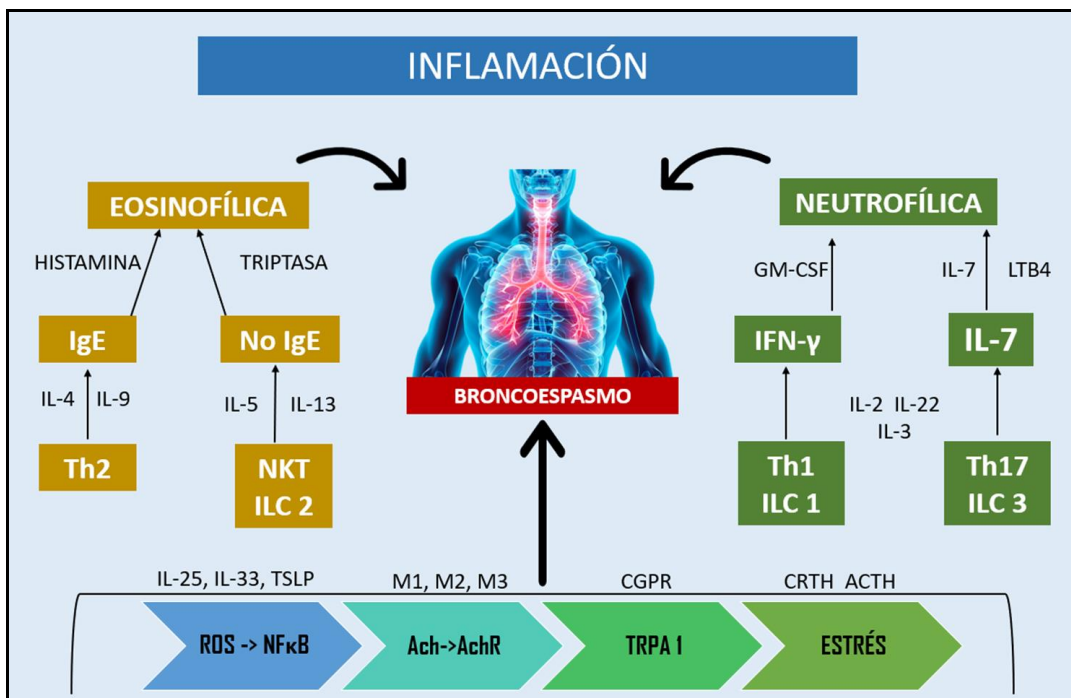 INFLAMACIÓN
EOSINOFÍLICA
HISTAMINA
TRIPTASA
IgE
No IgE
IL-4
IL-9
IL-5
IL-13
Th2
NKT
ILC 2
BRONCOESPASMO
NEUTROFÍLICA
GM-CSF
IL-7
LTB4
IFN-γ
IL-7
IL-2 IL-22
IL-3
Th1
ILC 1
Th17
ILC 3
IL-25, IL-33, TSLP
M1, M2, M3
CGPR
CRTH ACTH
ROS -> NFκB
Ach->AchR
TRPA 1
ESTRÉS